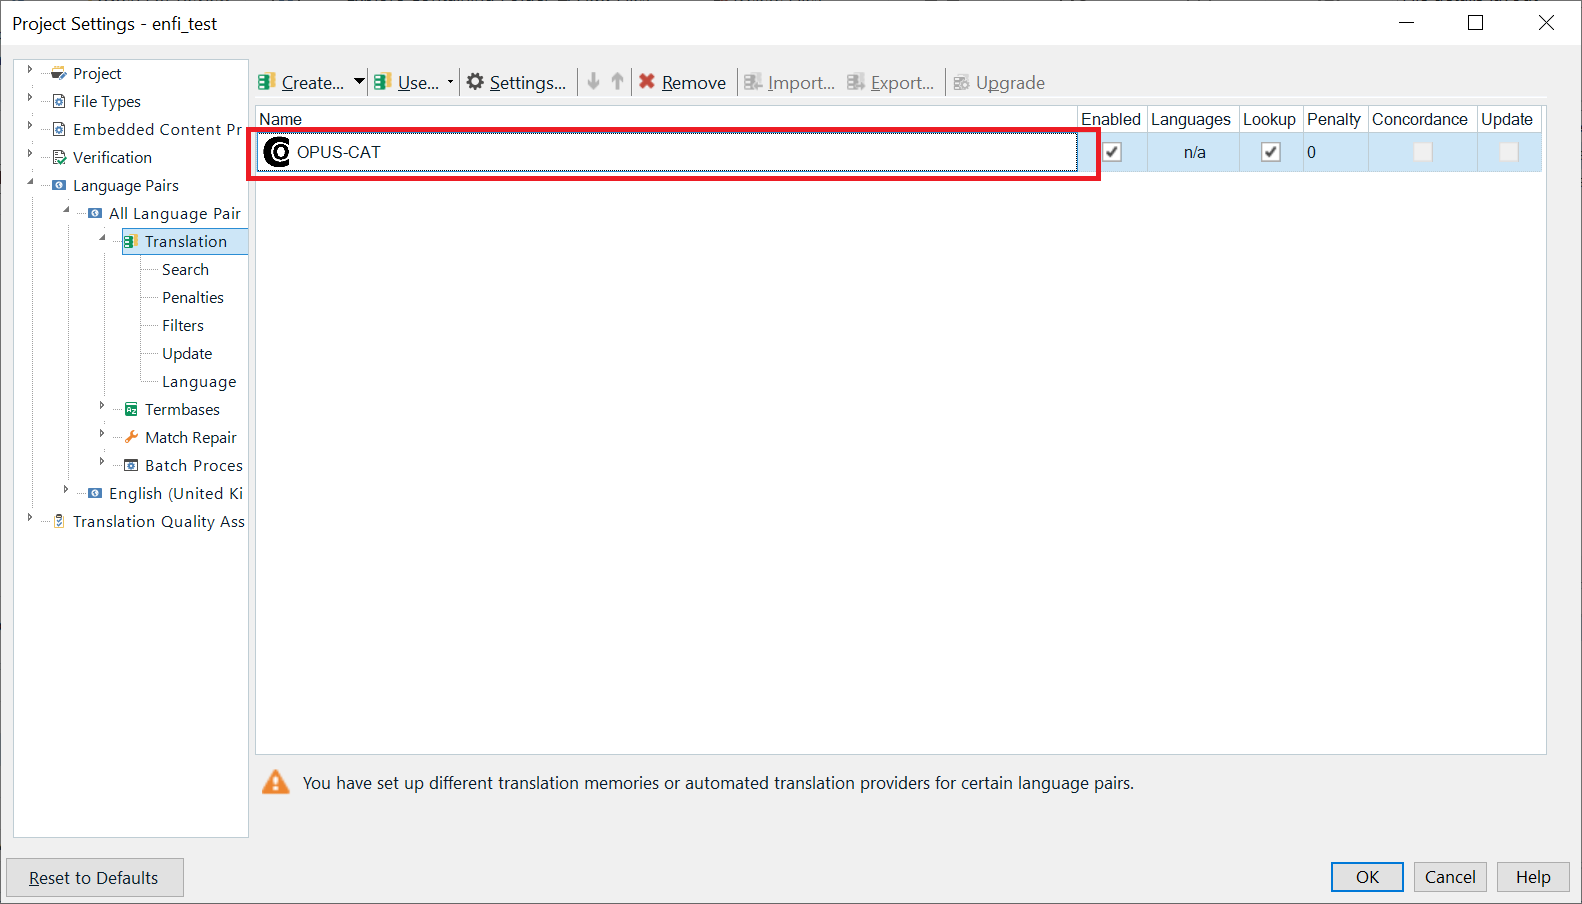 Project Settings - enfi_test
Project
File Types
Embedded Content Pr
Verification
Language Pairs
All Language Pair
Translation
Search
Penalties
Filters
Update
Language
Termbases
Match Repair
Batch Proces
English (United Ki
Translation Quality Ass
Create... Use... Settings... Remove Import... Export... Upgrade
Name Enabled Languages Lookup Penalty Concordance Update
OPUS-CAT n/a 0
You have set up different translation memories or automated translation providers for certain language pairs.
Reset to Defaults OK Cancel Help